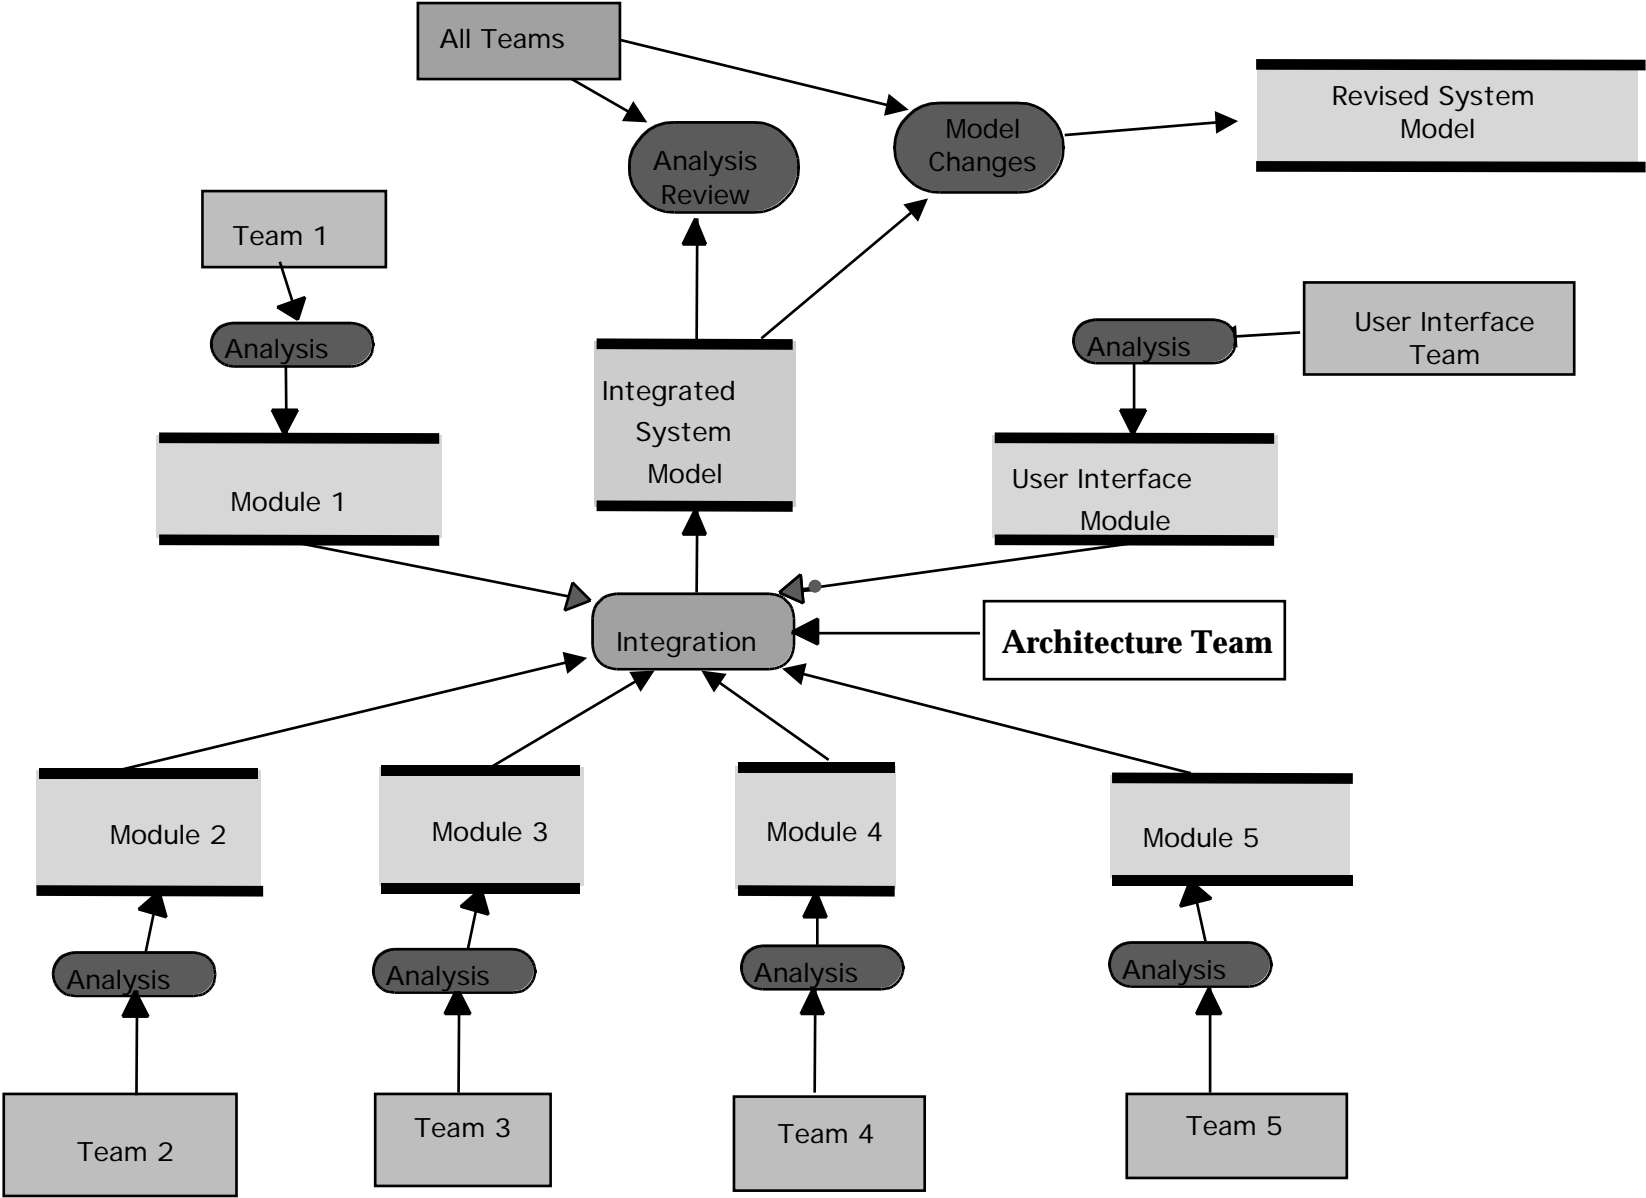 All Teams
Revised System
Model
Model
Changes
Analysis
Review
Team 1
User Interface
Team
Analysis
Analysis
Integrated
System
Model
Module 1
User Interface
Module
Integration
Architecture Team
Module 2
Module 3
Module 4
Module 5
Analysis
Analysis
Analysis
Analysis
Team 2
Team 3
Team 4
Team 5